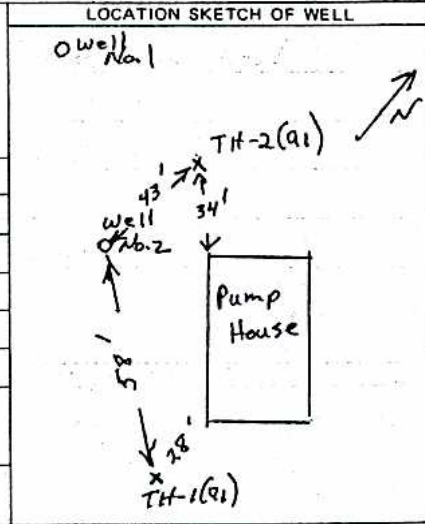 LOCATION SKETCH OF WELL
Well
No.1
N
TH-2(91)
43'
34'
Well
No.2
Pump
House
58'
28'
TH-1(91)